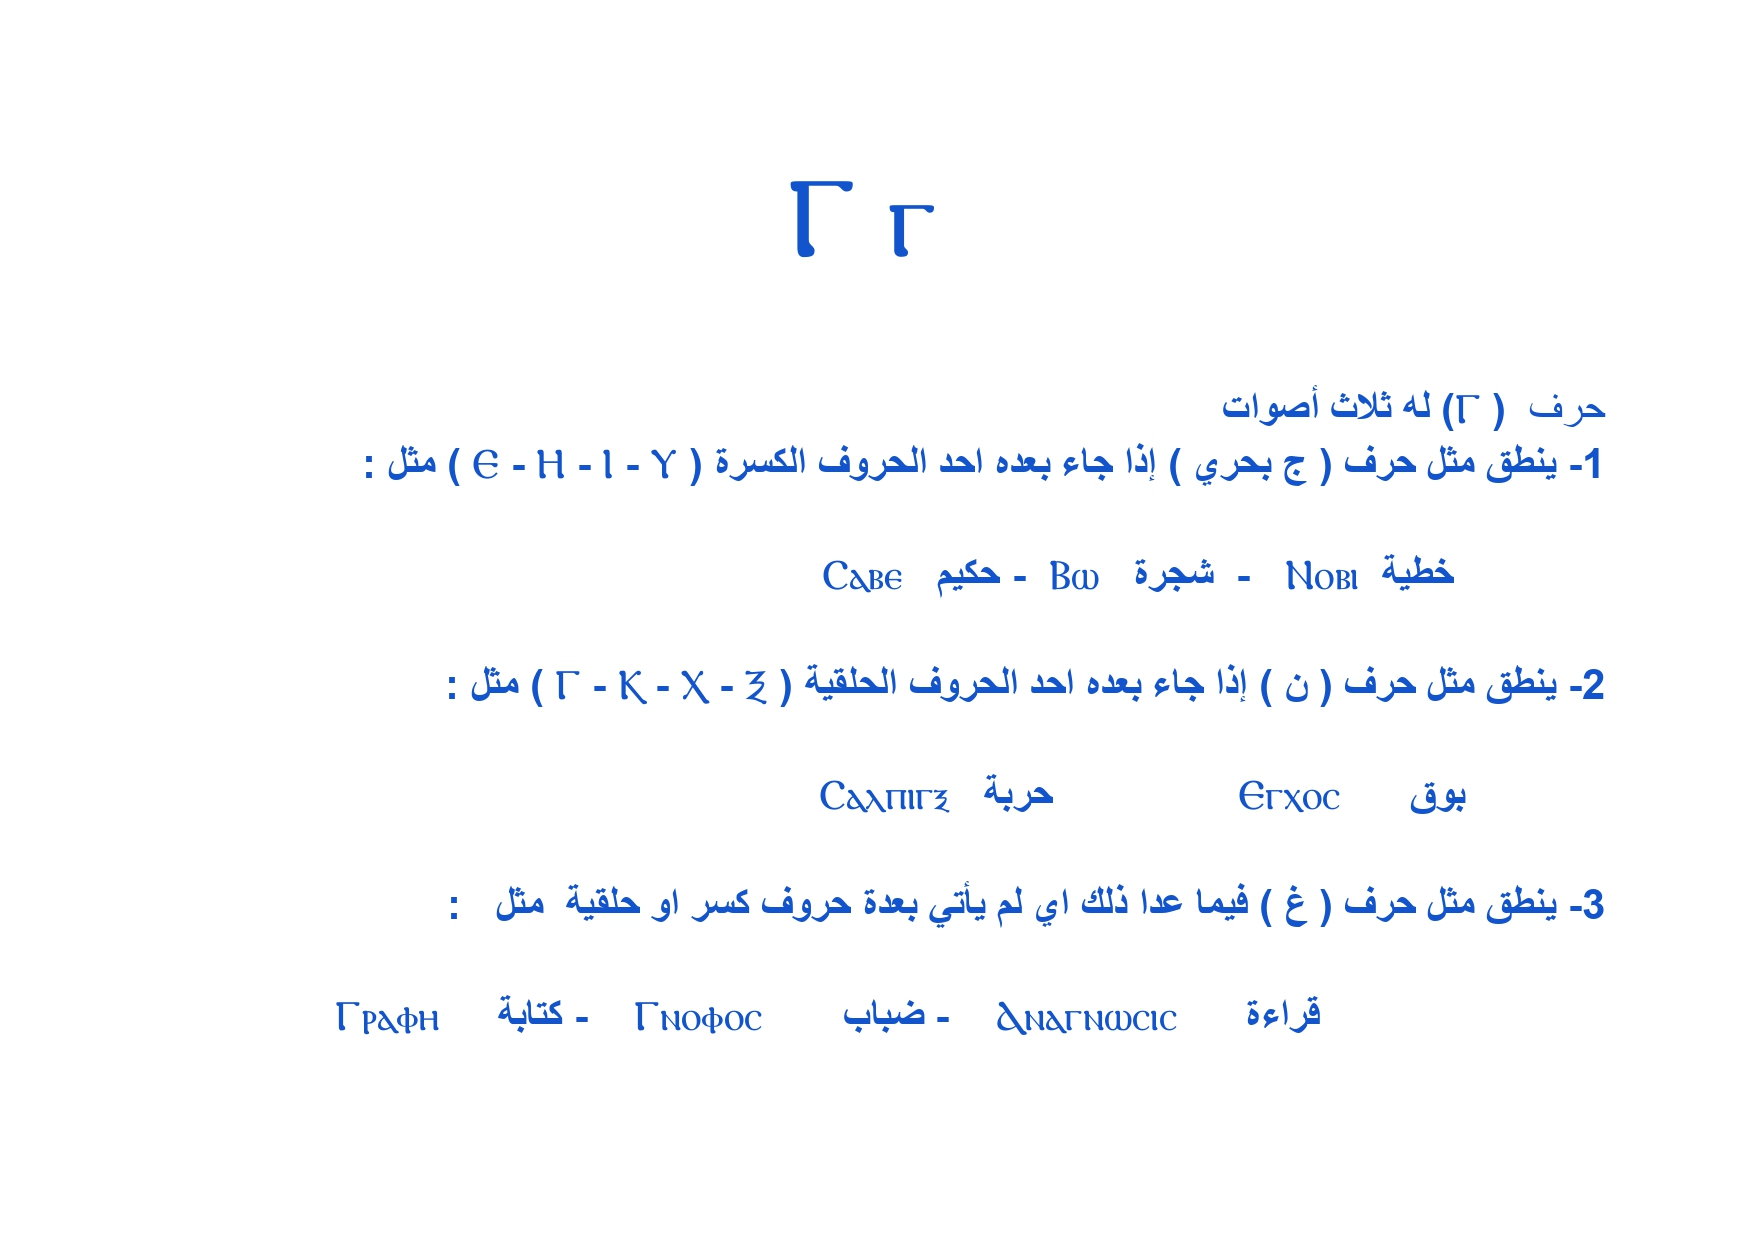 Ⲅ ⲅ
حرف ( Ⲅ) له ثلاث أصوات
1- ينطق مثل حرف ( ج بحري ) إذا جاء بعده احد الحروف الكسرة ( Ⲉ - Ⲏ - Ⲓ - Ⲩ ) مثل :
خطية Ⲛⲟⲃⲓ - شجرة Ⲃⲱ - حكيم Ⲥⲁⲃⲉ
2- ينطق مثل حرف ( ن ) إذا جاء بعده احد الحروف الحلقية ( Ⲅ - Ⲕ - Ⲭ - Ⲝ ) مثل :
بوق Ⲉⲅⲭⲟⲥ حربة Ⲥⲁⲗⲡⲓⲅⲝ
3- ينطق مثل حرف ( غ ) فيما عدا ذلك اي لم يأتي بعدة حروف كسر او حلقية مثل :
قراءة Ⲁⲛⲁⲅⲛⲱⲥⲓⲥ - ضباب Ⲅⲛⲟⲫⲟⲥ - كتابة Ⲅⲣⲁⲫⲏ